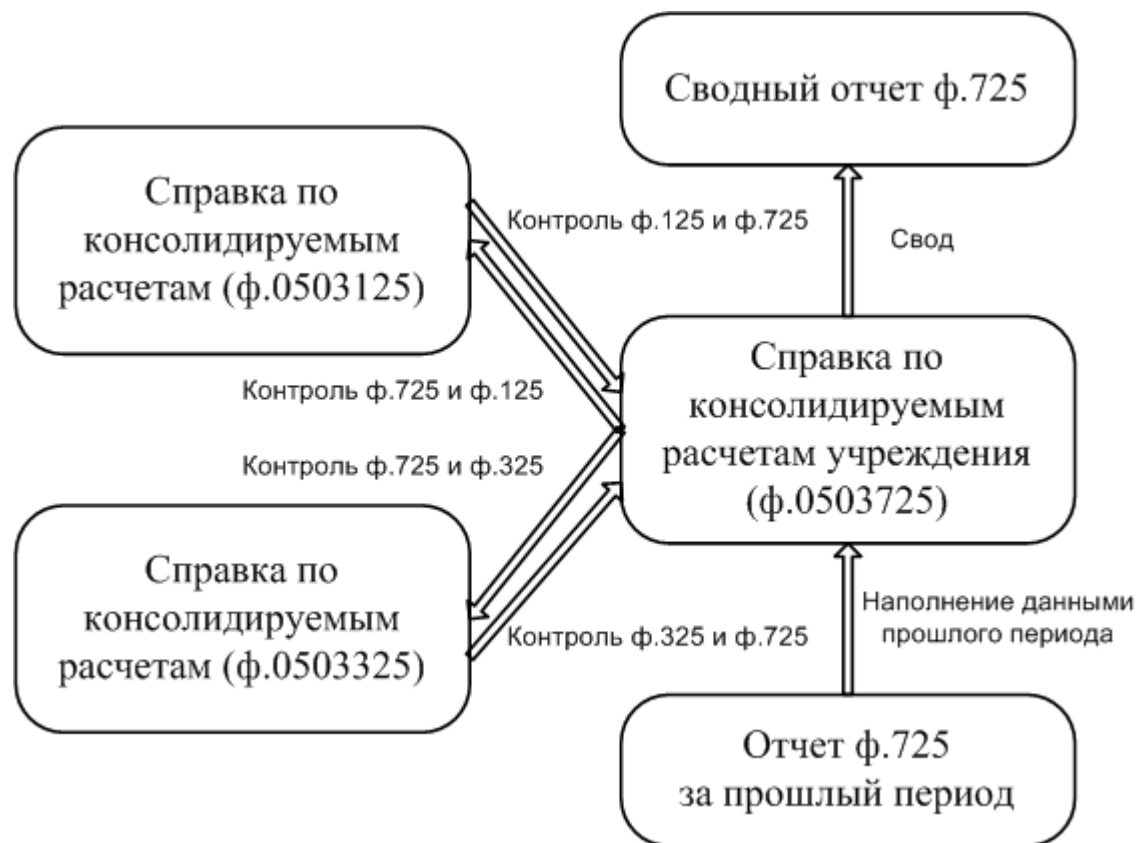 Сводный отчет ф.725
Справка по
консолидируемым
расчетам (ф.0503125)
Контроль ф.125 и ф.725
Свод
Контроль ф.725 и ф.125
Справка по
консолидируемым
расчетам учреждения
(ф.0503725)
Контроль ф.725 и ф.325
Справка по
консолидируемым
расчетам (ф.0503325)
Контроль ф.325 и ф.725
Наполнение данными
прошлого периода
Отчет ф.725
за прошлый период